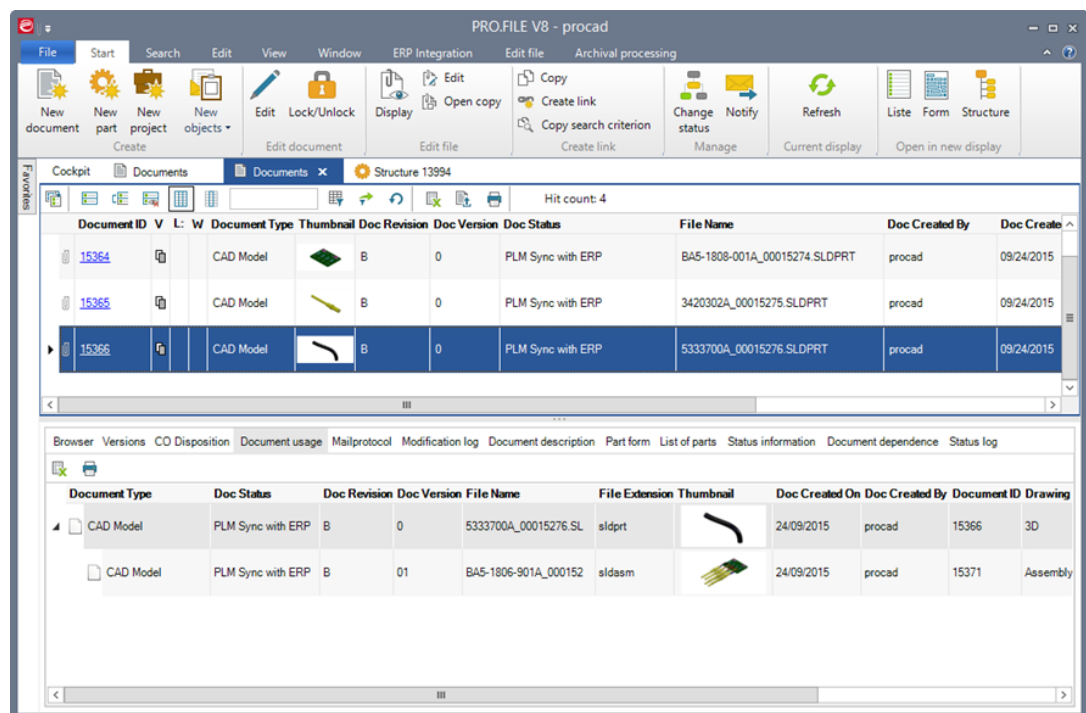 PRO.FILE V8 - procad
File Start Search Edit View Window ERP Integration Edit file Archival processing
New document New part New project New objects Edit Lock/Unlock Display Edit Open copy Copy Create link Copy search criterion Change status Notify Refresh Liste Form Structure
Create Edit document Edit file Create link Manage Current display Open in new display
Favorites
Cockpit Documents Documents Structure 13994
Hit count: 4
Document ID V L: W Document Type Thumbnail Doc Revision Doc Version Doc Status File Name Doc Created By Doc Create
15364 CAD Model B 0 PLM Sync with ERP BA5-1808-001A_00015274.SLDPRT procad 09/24/2015
15365 CAD Model B 0 PLM Sync with ERP 3420302A_00015275.SLDPRT procad 09/24/2015
15366 CAD Model B 0 PLM Sync with ERP 5333700A_00015276.SLDPRT procad 09/24/2015
Browser Versions CO Disposition Document usage Mailprotocol Modification log Document description Part form List of parts Status information Document dependence Status log
Document Type Doc Status Doc Revision Doc Version File Name File Extension Thumbnail Doc Created On Doc Created By Document ID Drawing
CAD Model PLM Sync with ERP B 0 5333700A_00015276.SL sldprt 24/09/2015 procad 15366 3D
CAD Model PLM Sync with ERP B 01 BA5-1806-901A_000152 sldasm 24/09/2015 procad 15371 Assembly